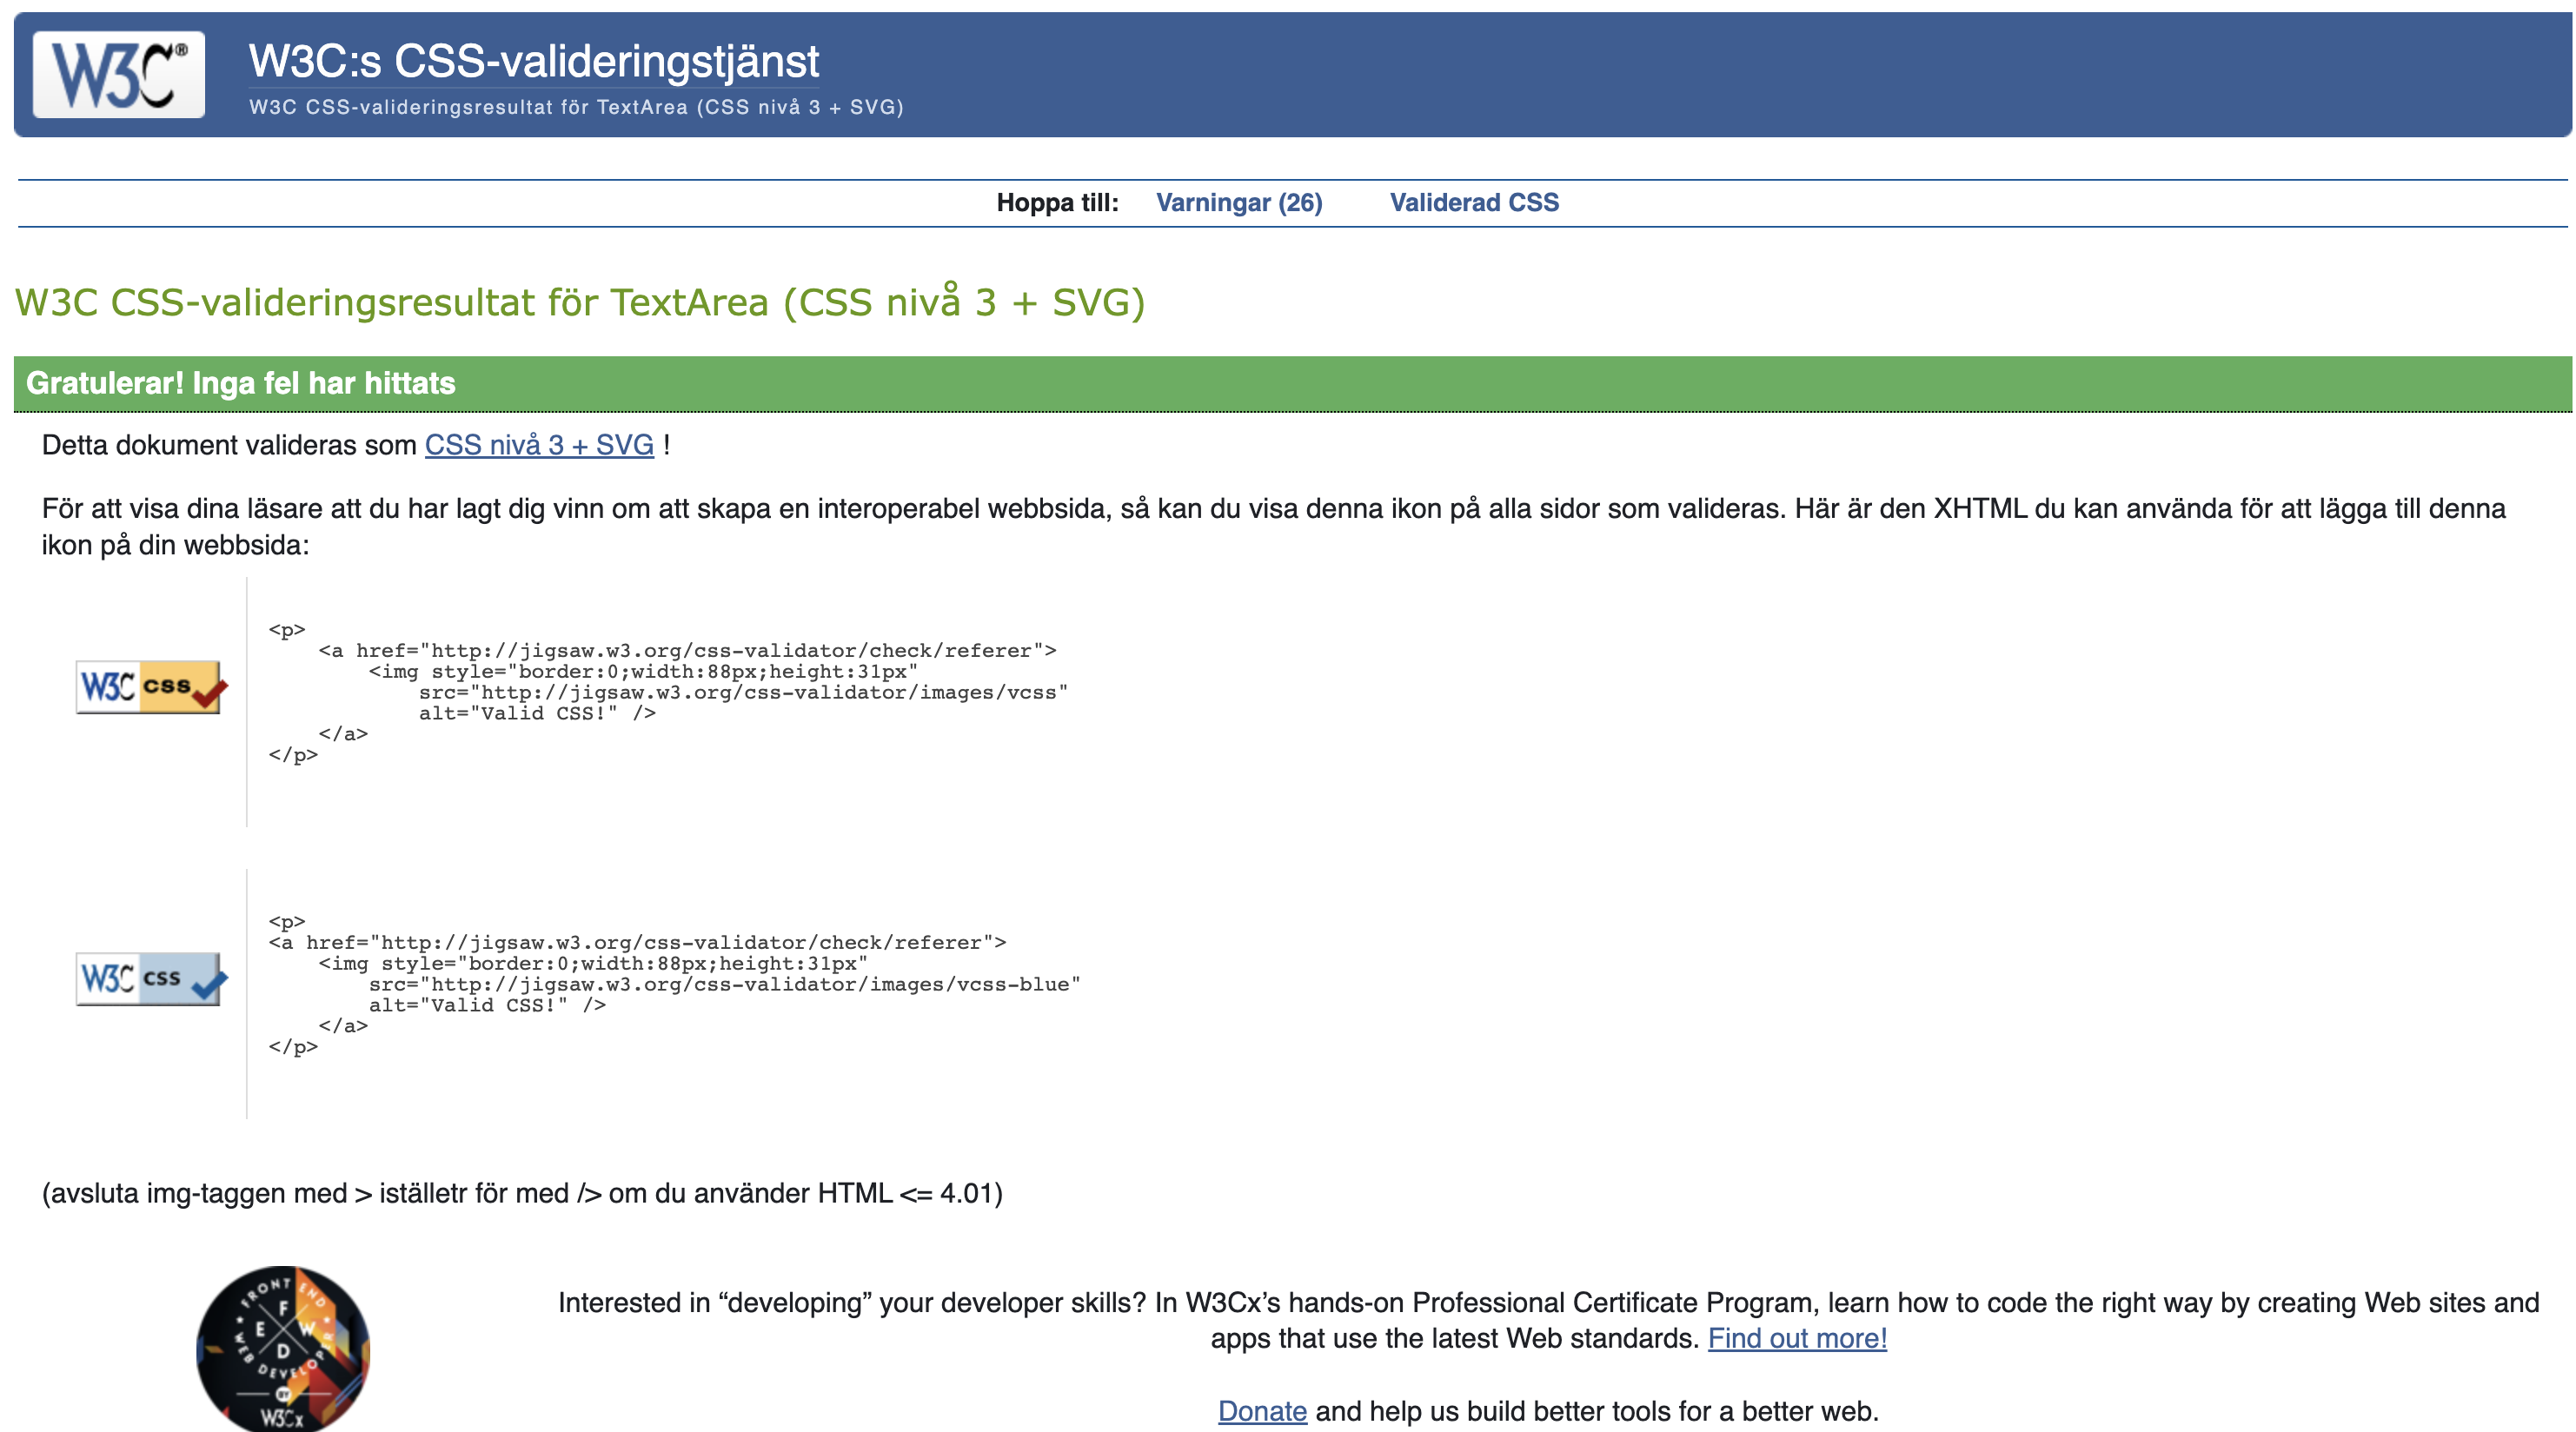 W3C®
W3C:s CSS-valideringstjänst
W3C CSS-valideringsresultat för TextArea (CSS nivå 3 + SVG)
Hoppa till: Varningar (26) Validerad CSS
W3C CSS-valideringsresultat för TextArea (CSS nivå 3 + SVG)
Gratulerar! Inga fel har hittats
Detta dokument valideras som CSS nivå 3 + SVG !
För att visa dina läsare att du har lagt dig vinn om att skapa en interoperabel webbsida, så kan du visa denna ikon på alla sidor som valideras. Här är den XHTML du kan använda för att lägga till denna
ikon på din webbsida:
W3C css
<p>
    <a href="http://jigsaw.w3.org/css-validator/check/referer">
        <img style="border:0;width:88px;height:31px"
            src="http://jigsaw.w3.org/css-validator/images/vcss"
            alt="Valid CSS!" />
    </a>
</p>
W3C css
<p>
<a href="http://jigsaw.w3.org/css-validator/check/referer">
    <img style="border:0;width:88px;height:31px"
        src="http://jigsaw.w3.org/css-validator/images/vcss-blue"
        alt="Valid CSS!" />
    </a>
</p>
(avsluta img-taggen med > iställetr för med /> om du använder HTML <= 4.01)
FRONT END
F E W D
WEB DEVELOPER
BY
W3Cx
Interested in “developing” your developer skills? In W3Cx’s hands-on Professional Certificate Program, learn how to code the right way by creating Web sites and
apps that use the latest Web standards. Find out more!
Donate and help us build better tools for a better web.